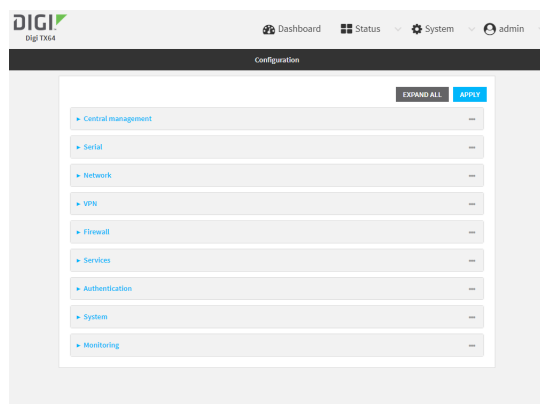 DIGI
Digi TX64
Dashboard Status System admin
Configuration
EXPAND ALL APPLY
Central management
Serial
Network
VPN
Firewall
Services
Authentication
System
Monitoring